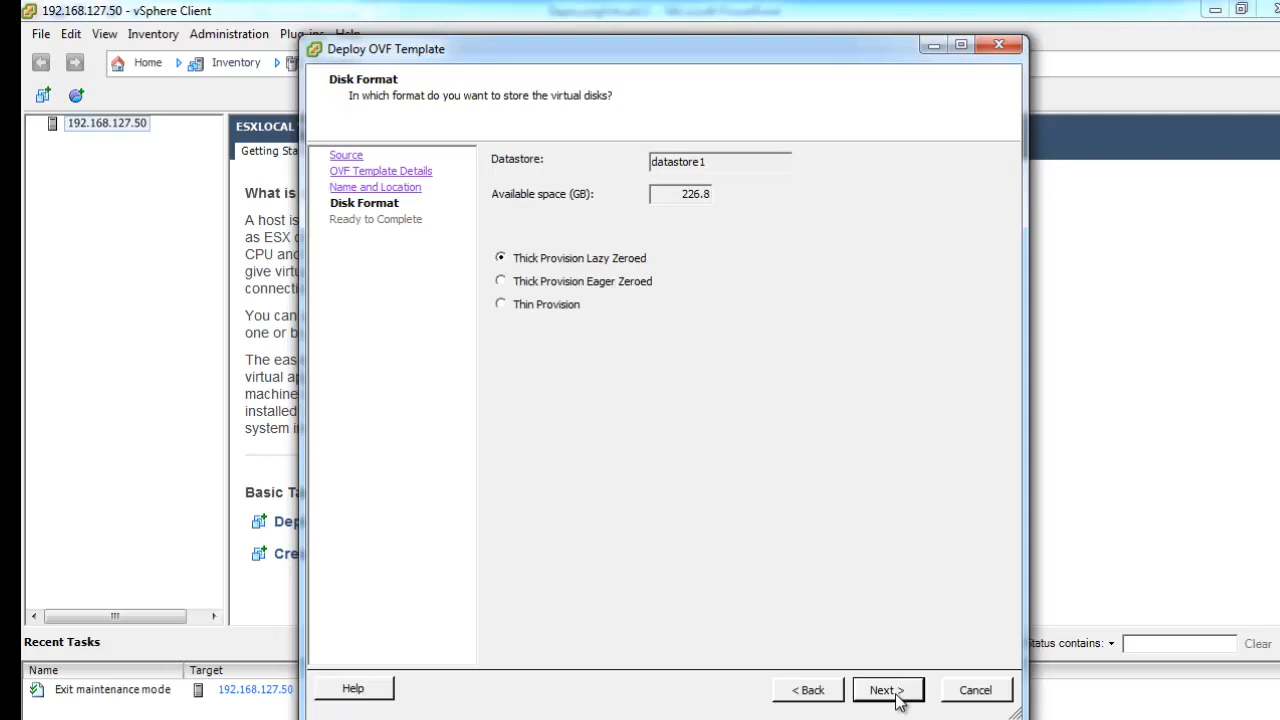 192.168.127.50 - vSphere Client
File Edit View Inventory Administration Plug-ins Help
Home Inventory
192.168.127.50
ESXLOCAL
Getting Sta
What is
A host is
as ESX
CPU and
give virtu
connecti
You can
one or b
The eas
virtual ap
machine
installed
system i
Basic Ta
Dep
Cre
Deploy OVF Template
Disk Format
In which format do you want to store the virtual disks?
Source
OVF Template Details
Name and Location
Disk Format
Ready to Complete
Datastore: datastore1
Available space (GB): 226.8
Thick Provision Lazy Zeroed
Thick Provision Eager Zeroed
Thin Provision
Help < Back Next > Cancel
Recent Tasks
Status contains: Clear
Name Target
Exit maintenance mode 192.168.127.50